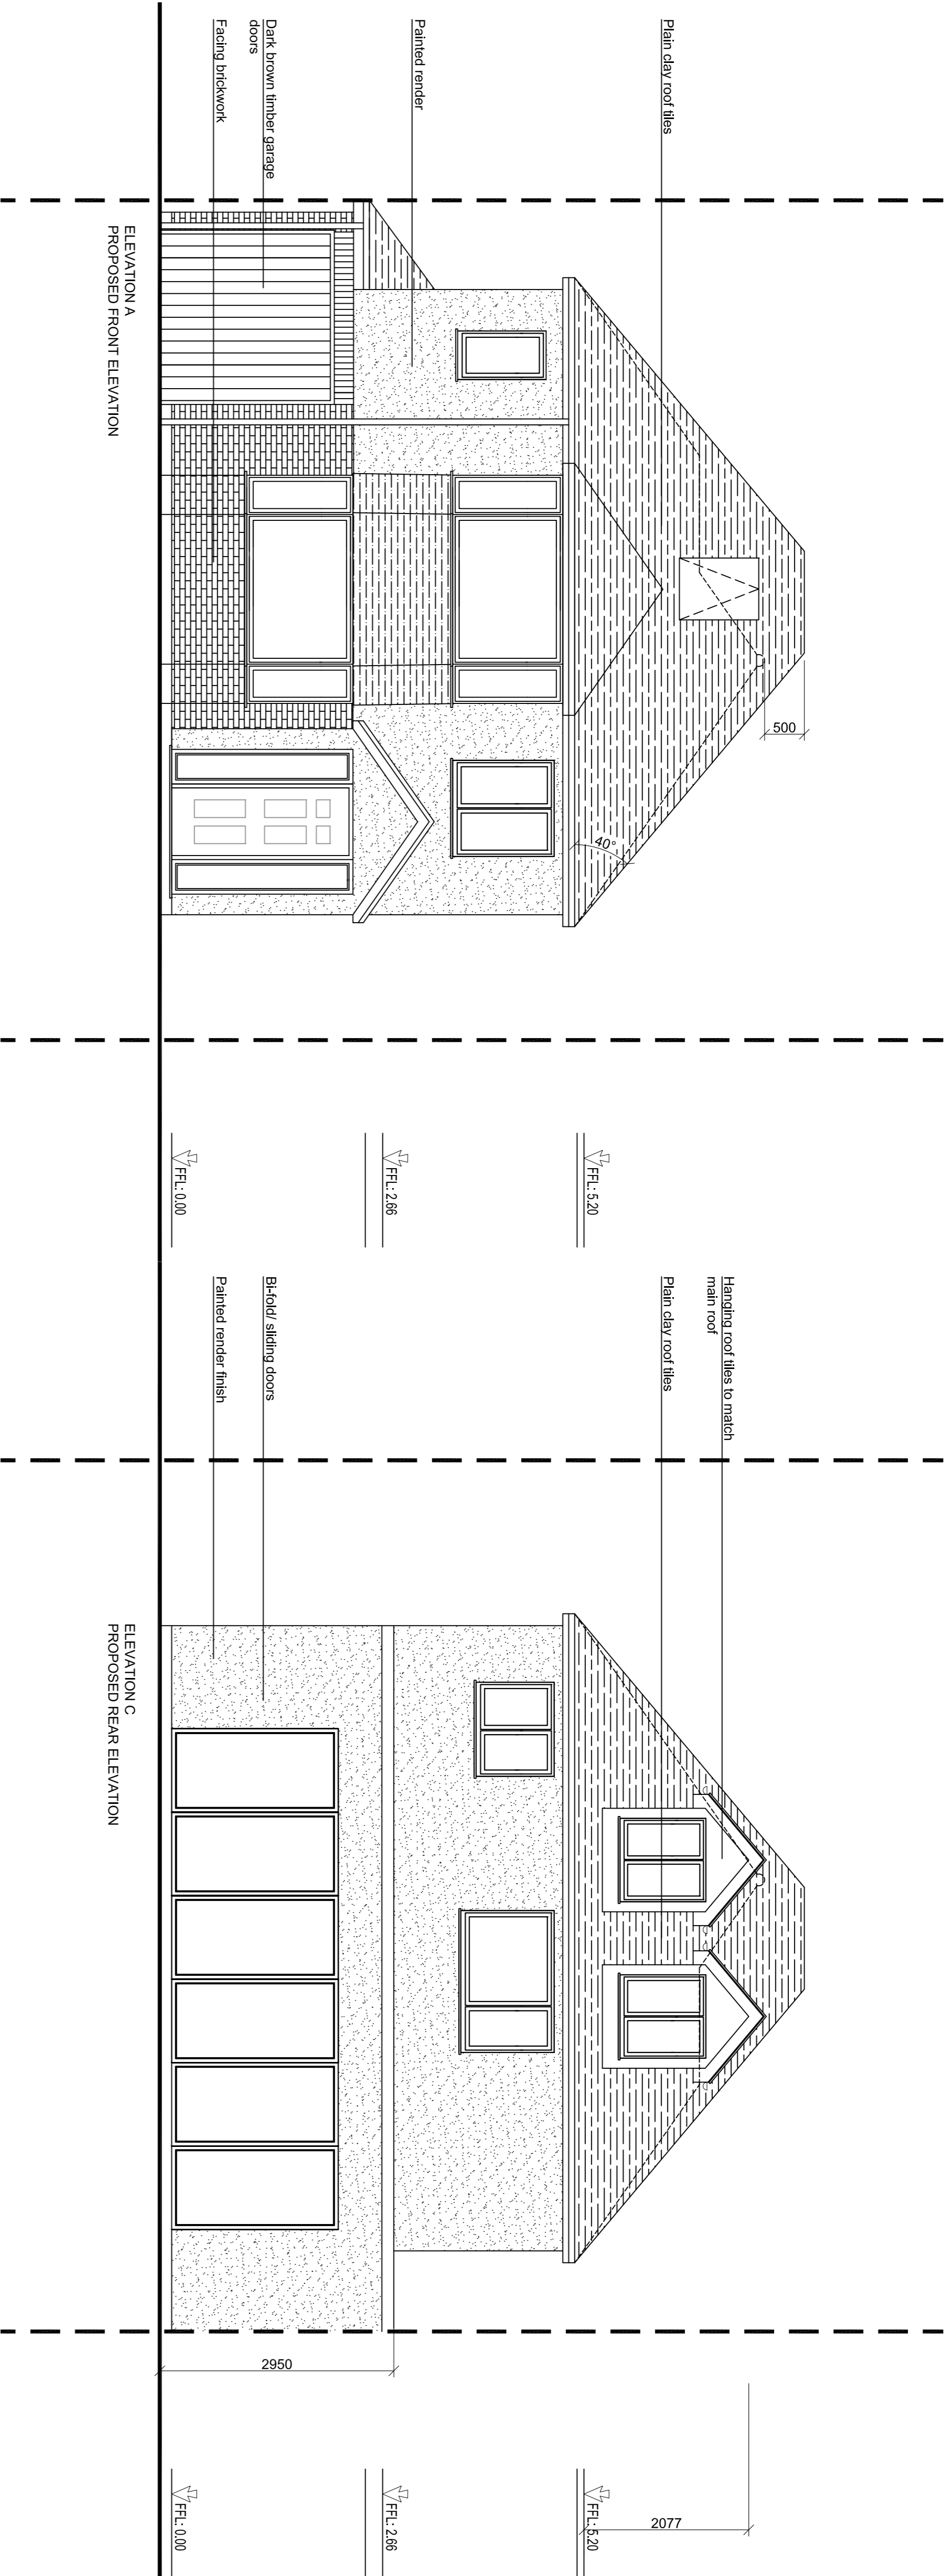 Plain clay roof tiles
Painted render
Dark brown timber garage
doors
Facing brickwork
500
40°
FFL: 5.20
FFL: 2.66
FFL: 0.00
ELEVATION A
PROPOSED FRONT ELEVATION
Hanging roof tiles to match
main roof
Plain clay roof tiles
Bi-fold/ sliding doors
Painted render finish
2950
2077
FFL: 5.20
FFL: 2.66
FFL: 0.00
ELEVATION C
PROPOSED REAR ELEVATION